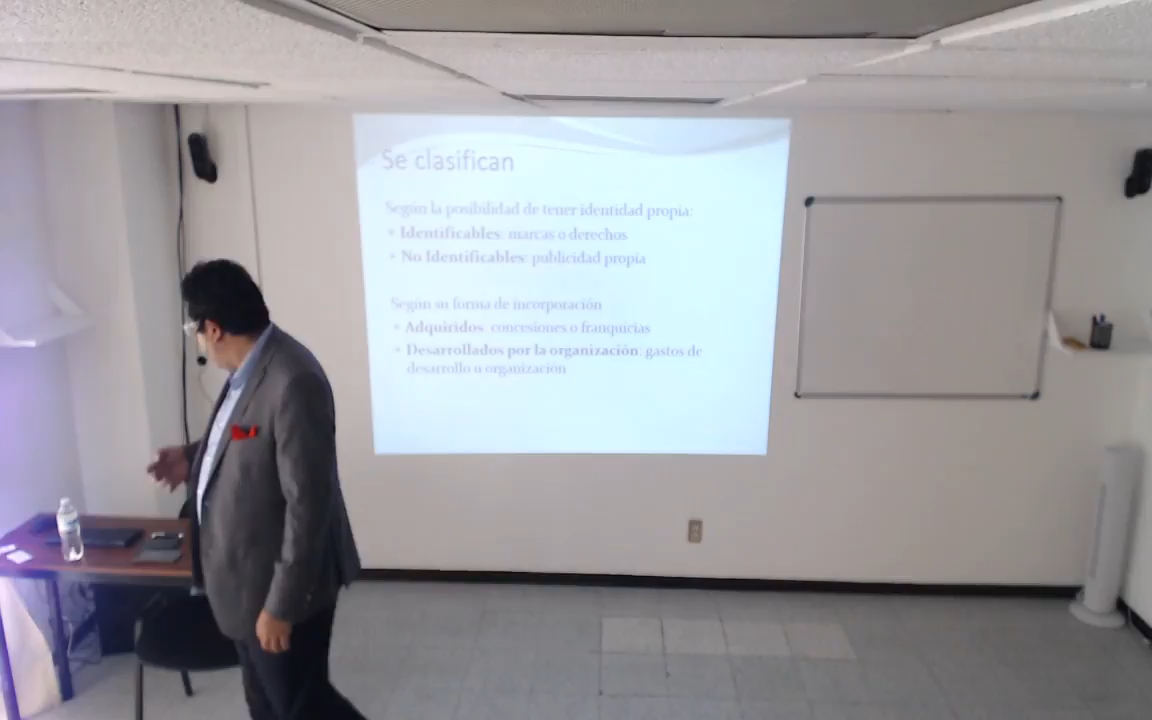 Se clasifican
Según la posibilidad de tener identidad propia:
• Identificables: marcas o derechos
• No Identificables: publicidad propia
Según su forma de incorporación
• Adquiridos: concesiones o franquicias
• Desarrollados por la organización: gastos de
desarrollo u organización